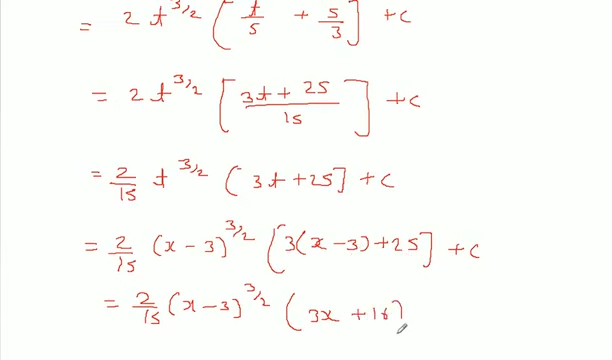 = 2 t^3/2 [ t/5 + 5/3 ] + c
= 2 t^3/2 [ (3t + 25)/15 ] + c
= 2/15 t^3/2 ( 3t + 25 ] + c
= 2/15 (x - 3)^3/2 [ 3(x - 3) + 25 ] + c
= 2/15 (x - 3)^3/2 ( 3x + 16 )